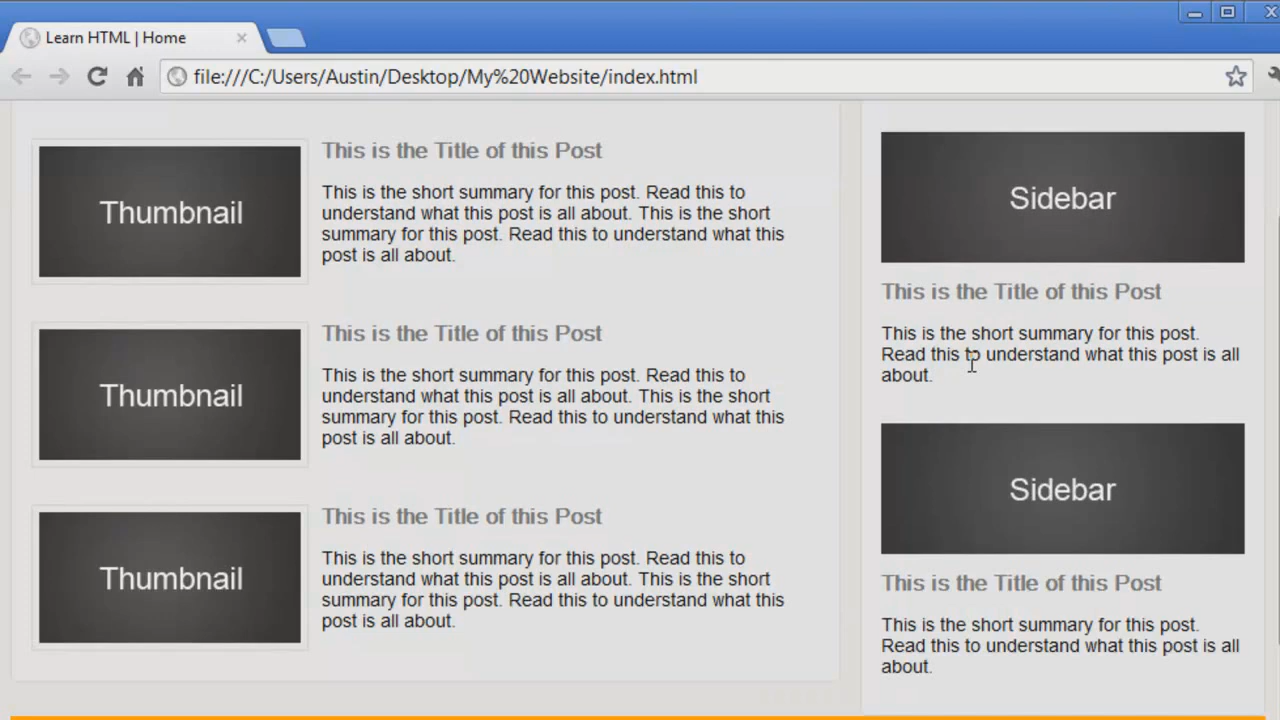 Learn HTML | Home
file:///C:/Users/Austin/Desktop/My%20Website/index.html
Thumbnail
This is the Title of this Post
This is the short summary for this post. Read this to
understand what this post is all about. This is the short
summary for this post. Read this to understand what this
post is all about.
Thumbnail
This is the Title of this Post
This is the short summary for this post. Read this to
understand what this post is all about. This is the short
summary for this post. Read this to understand what this
post is all about.
Thumbnail
This is the Title of this Post
This is the short summary for this post. Read this to
understand what this post is all about. This is the short
summary for this post. Read this to understand what this
post is all about.
Sidebar
This is the Title of this Post
This is the short summary for this post.
Read this to understand what this post is all
about.
Sidebar
This is the Title of this Post
This is the short summary for this post.
Read this to understand what this post is all
about.